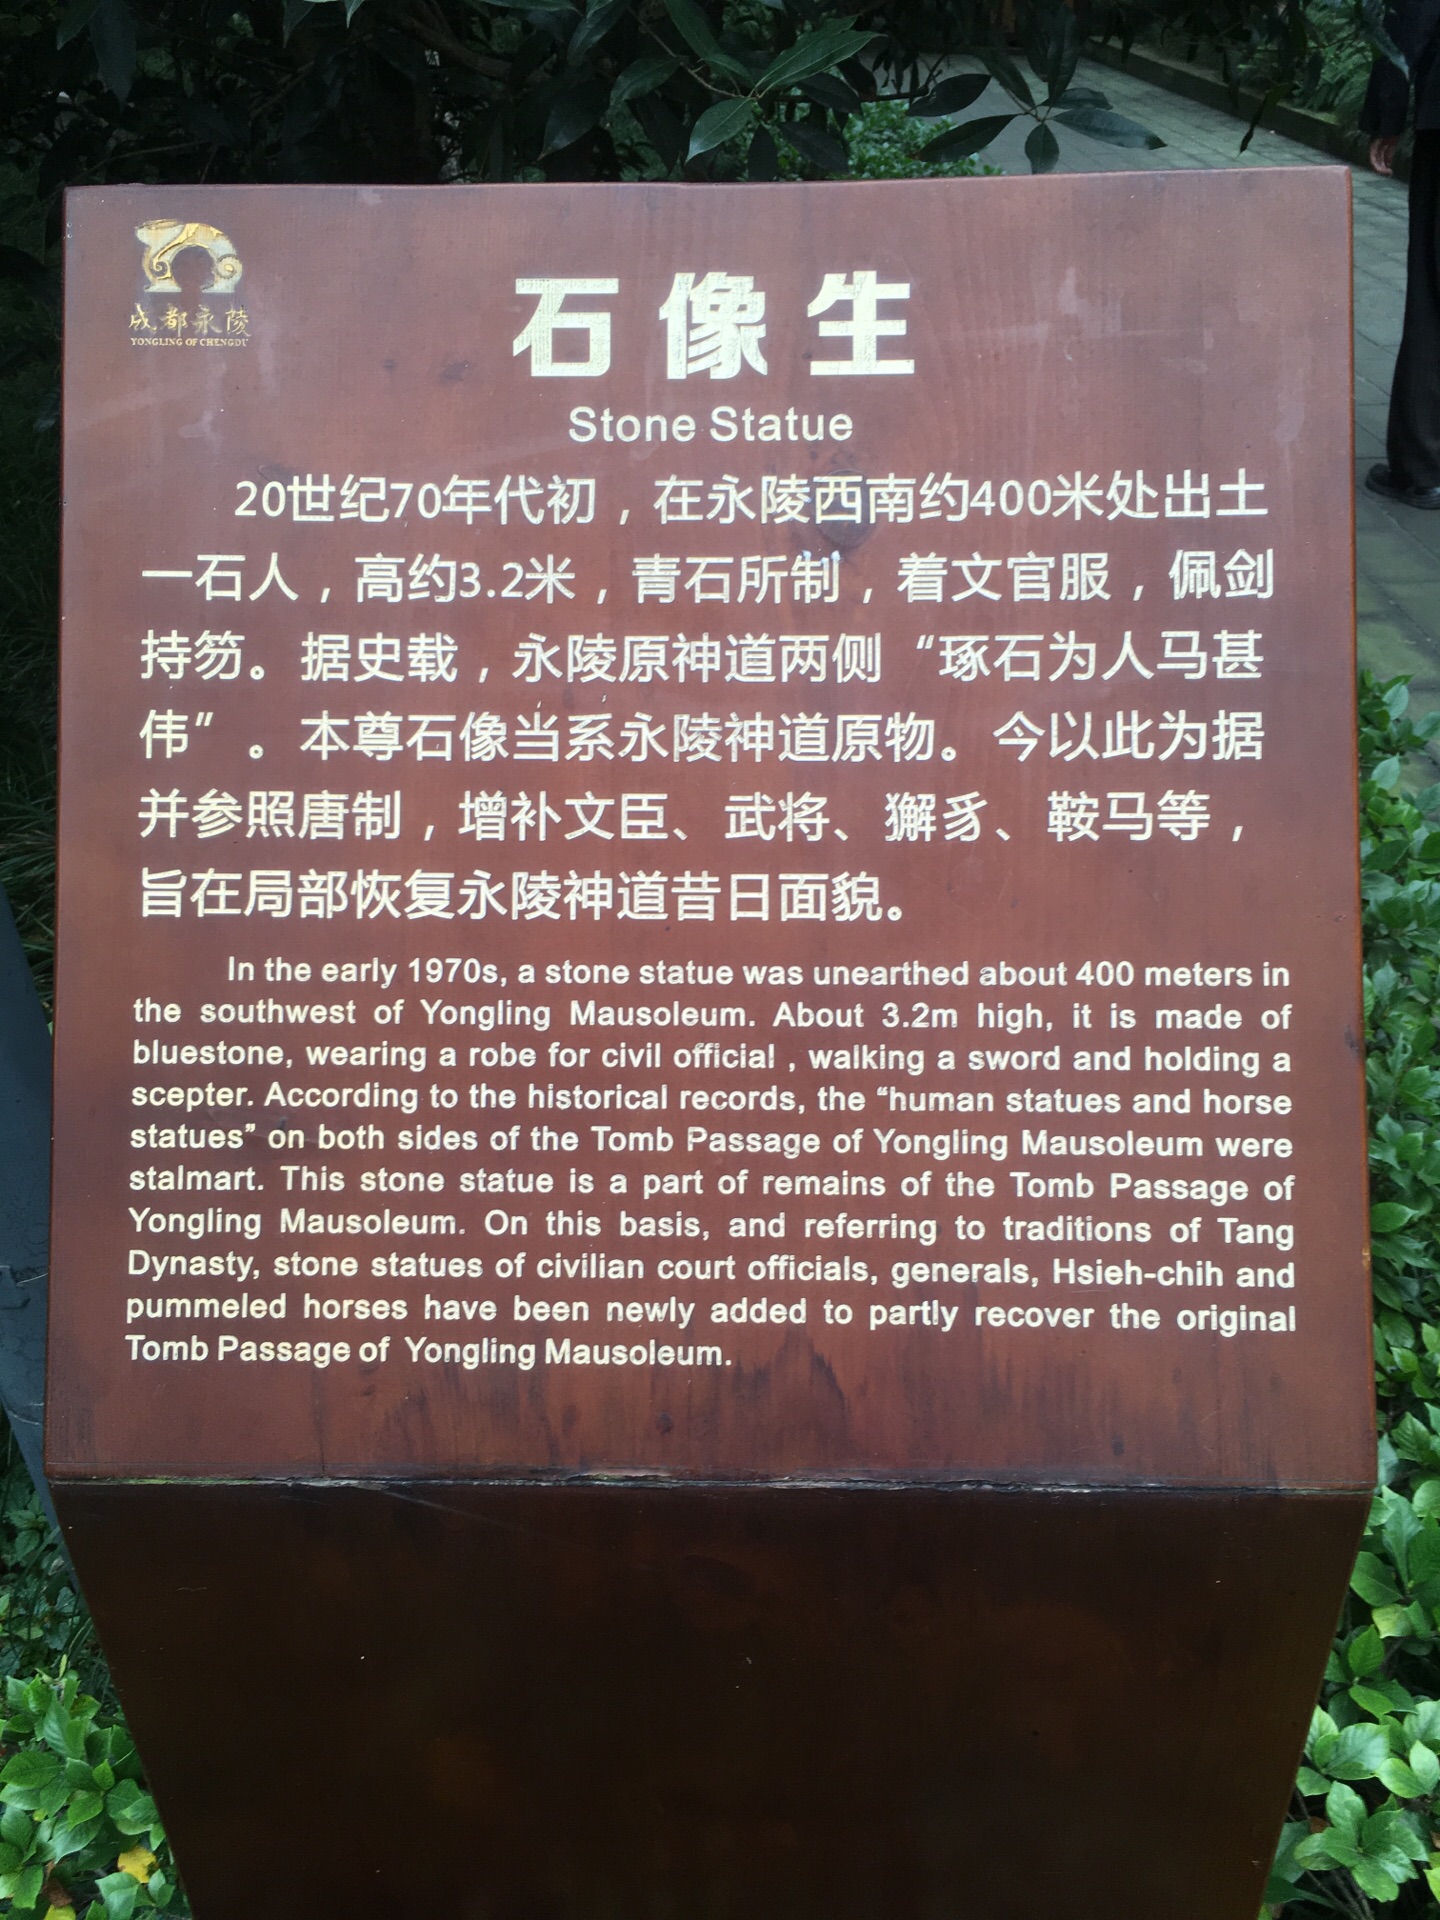 成都永陵
YONGLING OF CHENGDU
石像生
Stone Statue
20世纪70年代初，在永陵西南约400米处出土
一石人，高约3.2米，青石所制，着文官服，佩剑
持笏。据史载，永陵原神道两侧“琢石为人马甚
伟”。本尊石像当系永陵神道原物。今以此为据
并参照唐制，增补文臣、武将、獬豸、鞍马等，
旨在局部恢复永陵神道昔日面貌。
In the early 1970s, a stone statue was unearthed about 400 meters in
the southwest of Yongling Mausoleum. About 3.2m high, it is made of
bluestone, wearing a robe for civil official , walking a sword and holding a
scepter. According to the historical records, the “human statues and horse
statues” on both sides of the Tomb Passage of Yongling Mausoleum were
stalmart. This stone statue is a part of remains of the Tomb Passage of
Yongling Mausoleum. On this basis, and referring to traditions of Tang
Dynasty, stone statues of civilian court officials, generals, Hsieh-chih and
pummeled horses have been newly added to partly recover the original
Tomb Passage of Yongling Mausoleum.